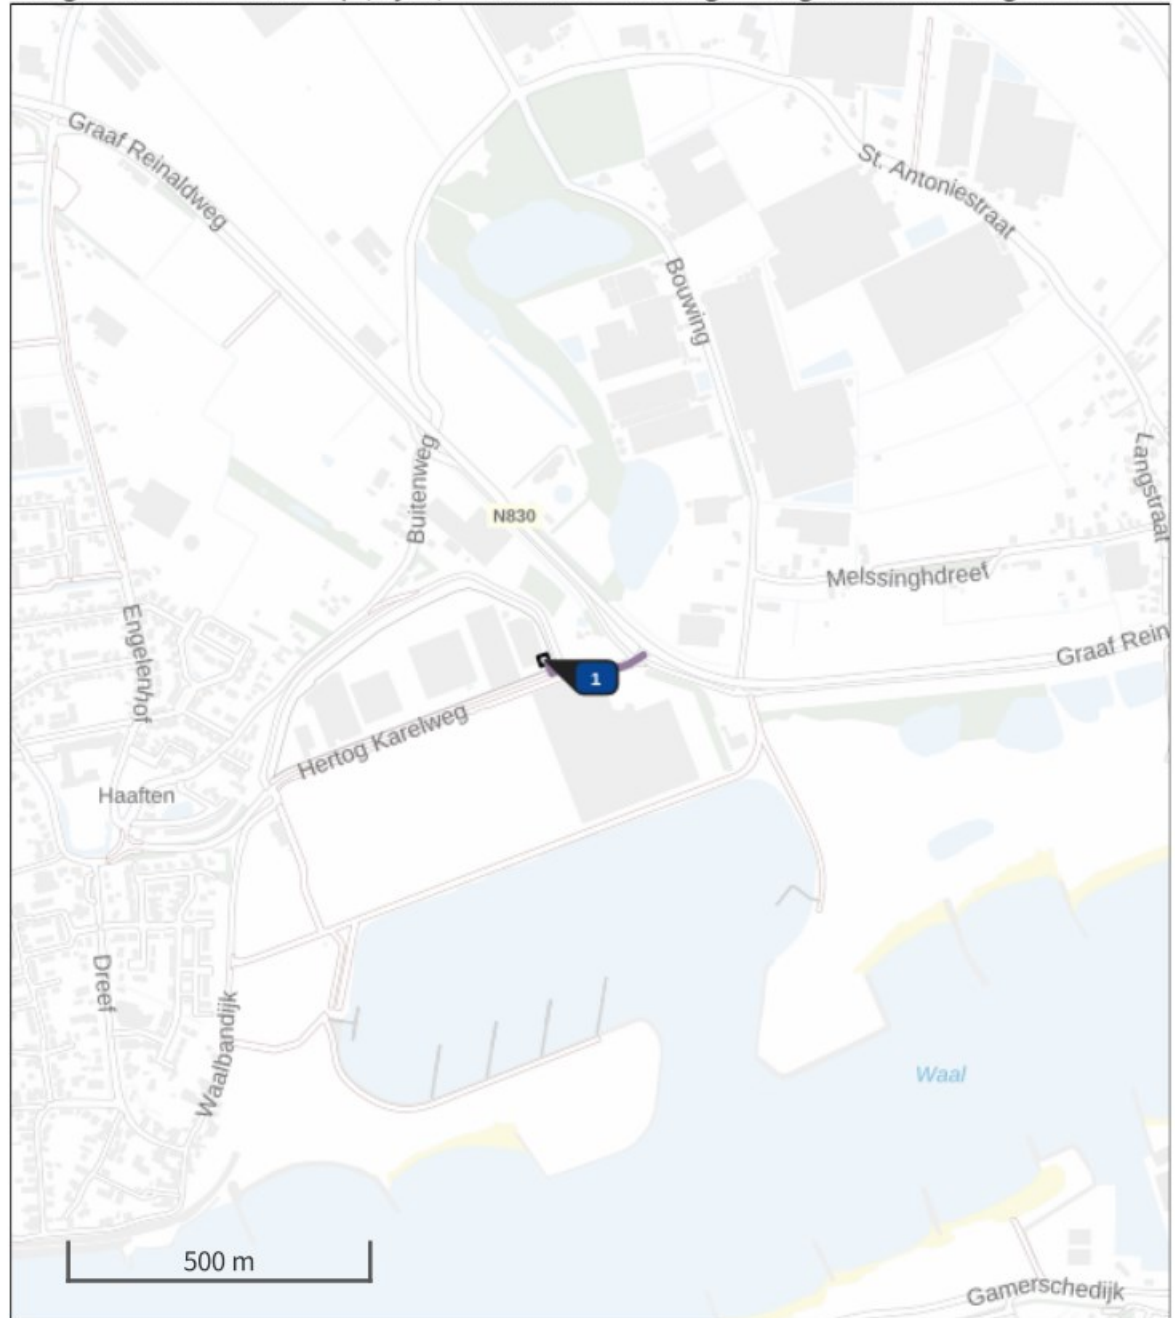 Graaf Reinaldweg
St. Antoniestraat
Bouwing
Buitenweg
Langstraat
N830
Melssinghdreef
Engelenhof
Graaf Rein
1
Hertog Karelweg
Haaften
Dreef
Waalbandijk
Waal
500 m
Gamerschedijk